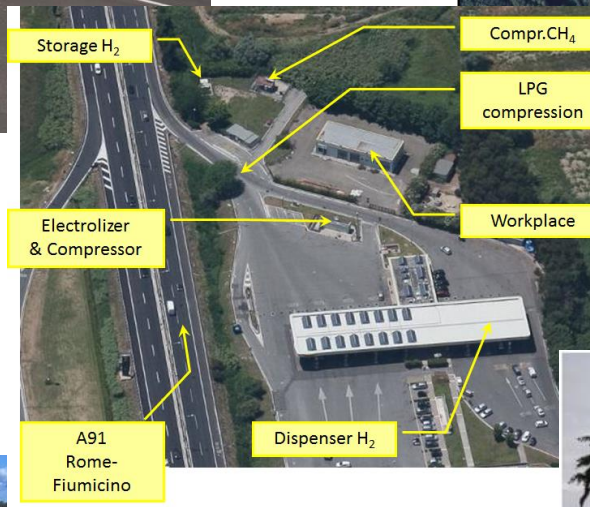 Storage H₂
Compr.CH₄
LPG
compression
Electrolizer
& Compressor
Workplace
A91
Rome-
Fiumicino
Dispenser H₂